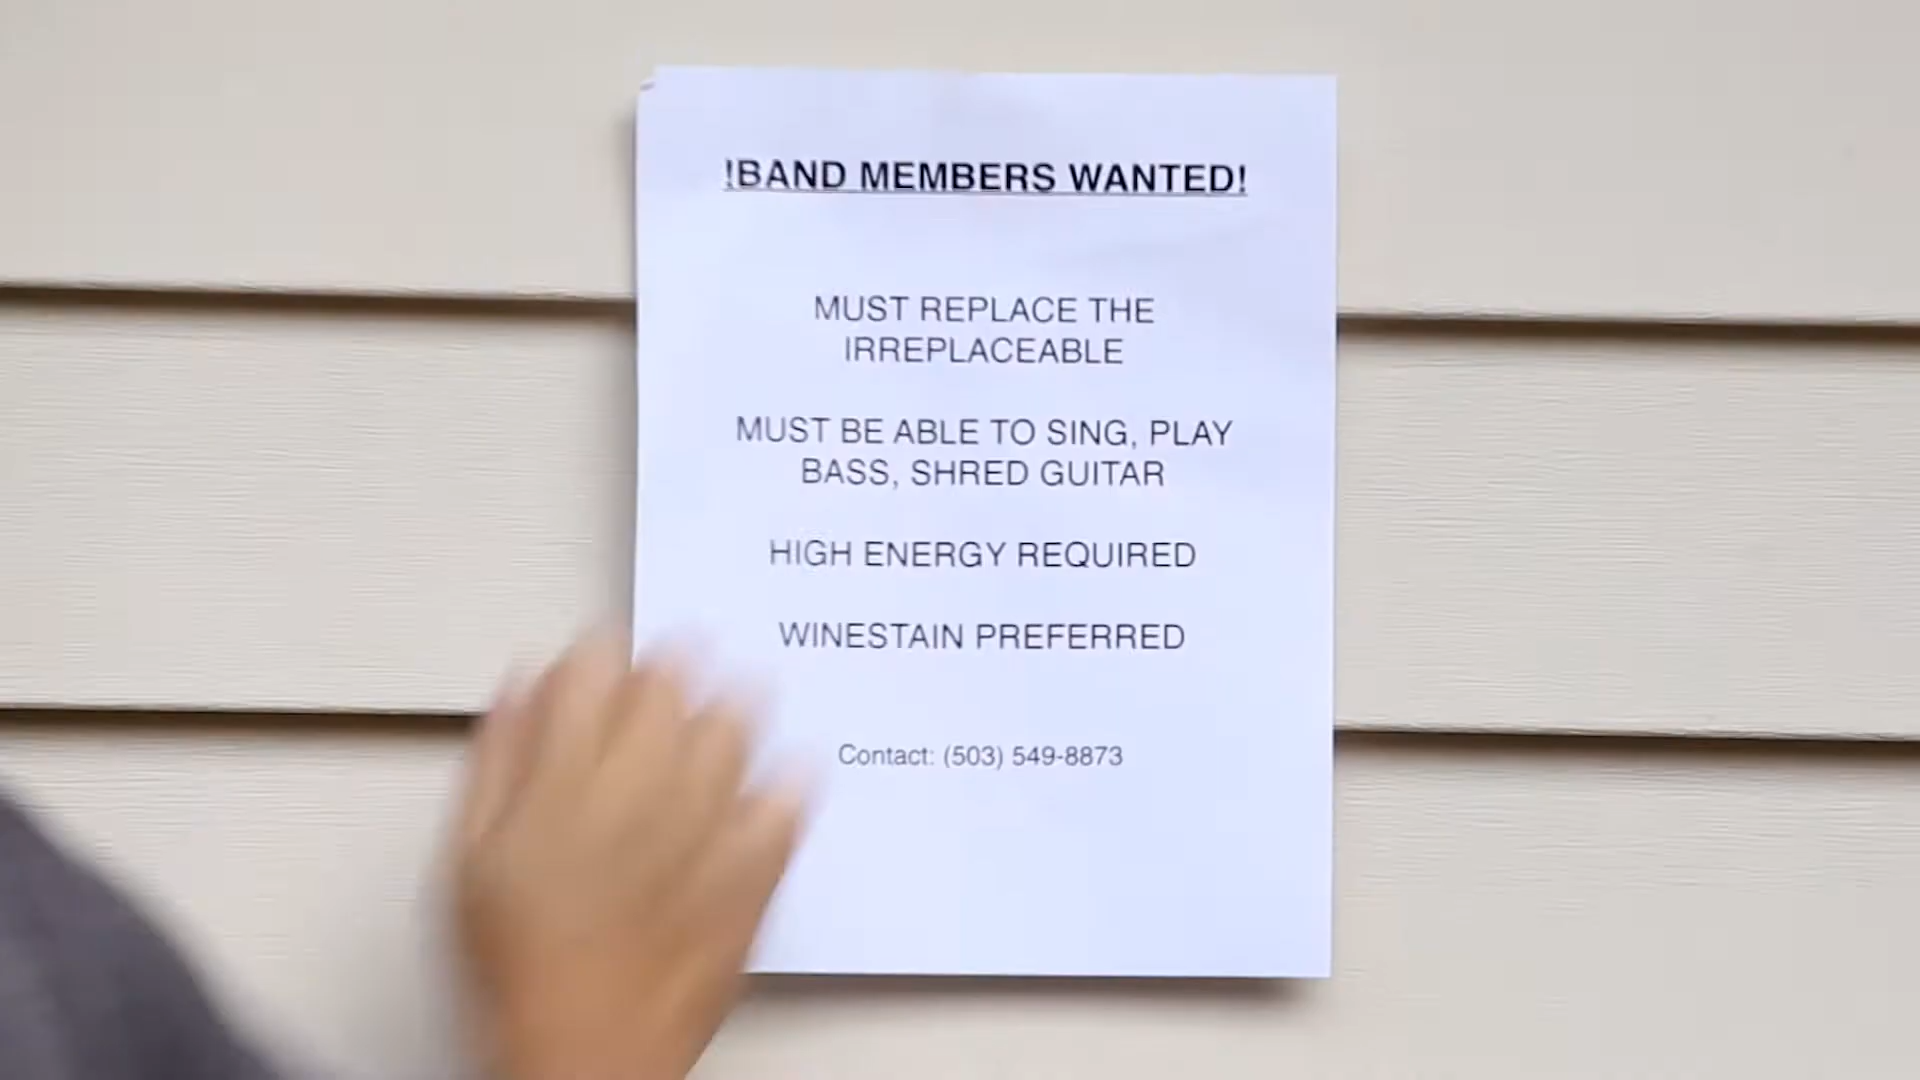 !BAND MEMBERS WANTED!
MUST REPLACE THE
IRREPLACEABLE
MUST BE ABLE TO SING, PLAY
BASS, SHRED GUITAR
HIGH ENERGY REQUIRED
WINESTAIN PREFERRED
Contact: (503) 549-8873